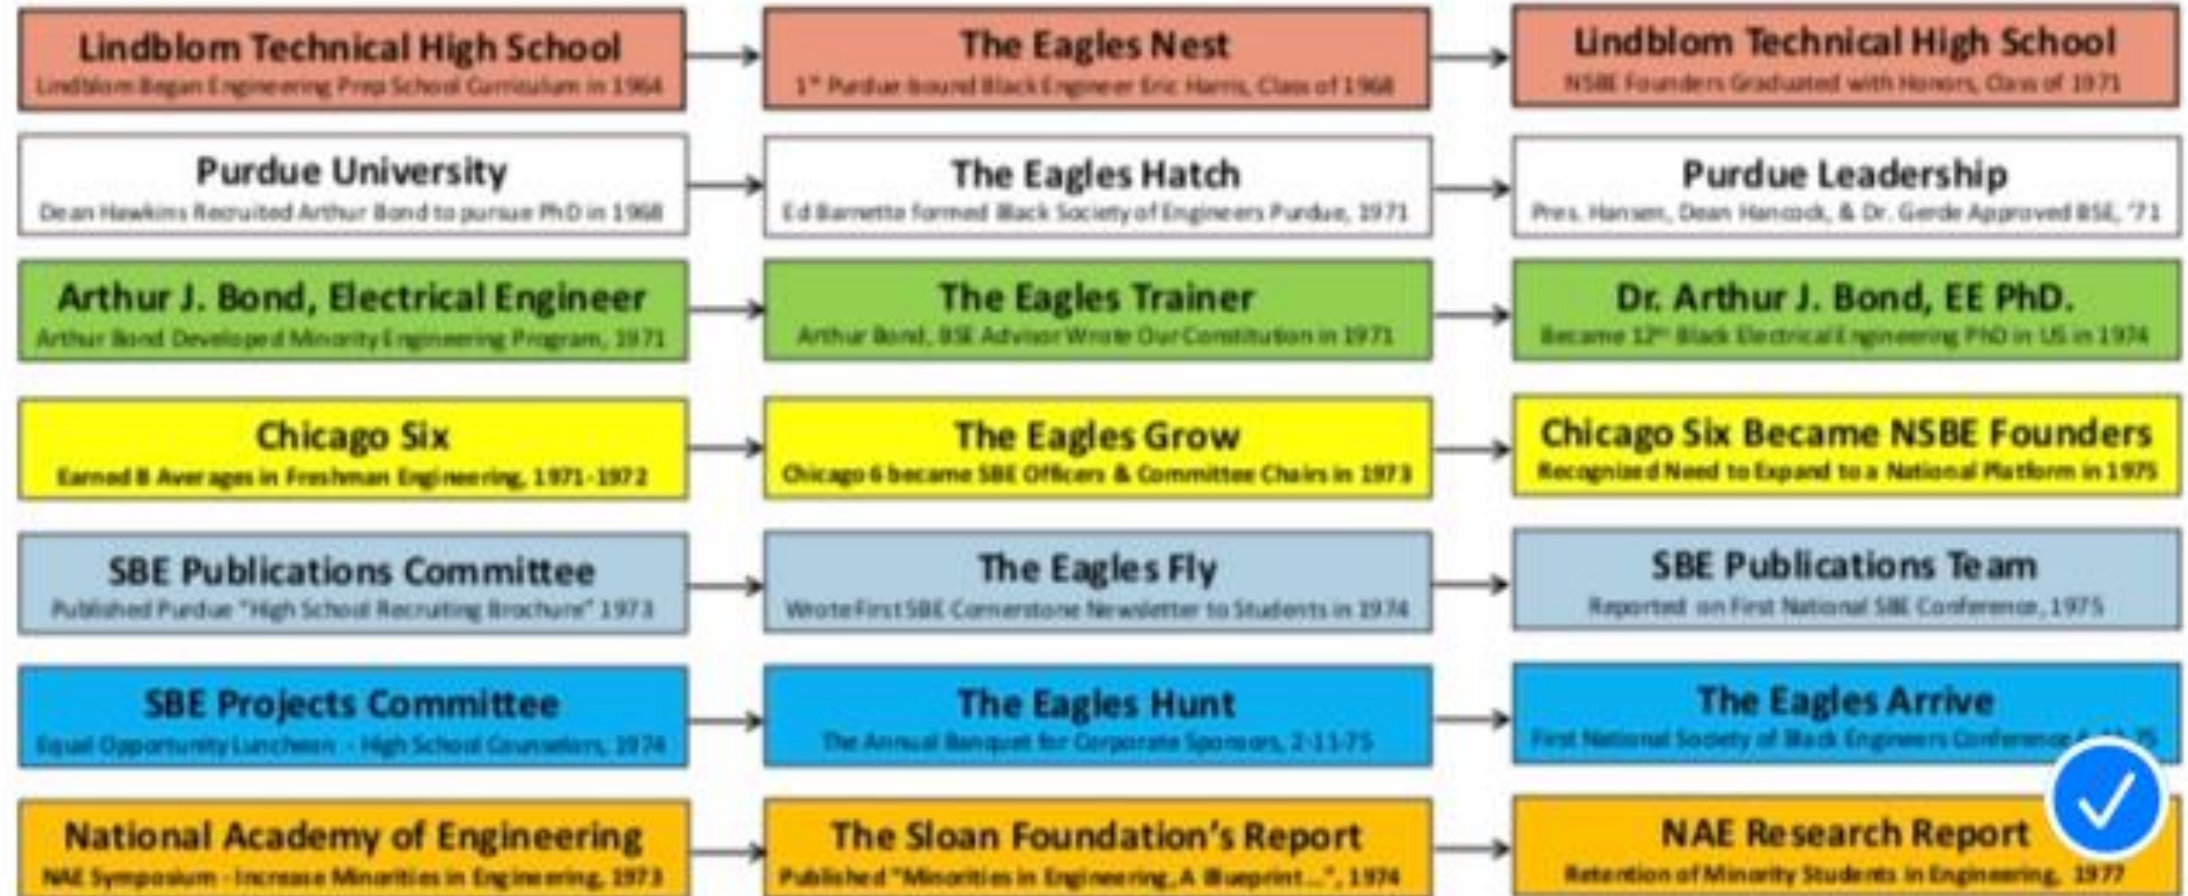 Lindblom Technical High School
Lindblom Began Engineering Prep School Curriculum in 1964
The Eagles Nest
1st Purdue-bound Black Engineer Eric Harris, Class of 1968
Lindblom Technical High School
NSBE Founders Graduated with Honors, Class of 1971
Purdue University
Dean Hawkins Recruited Arthur Bond to pursue PhD in 1968
The Eagles Hatch
Ed Barnette formed Black Society of Engineers Purdue, 1971
Purdue Leadership
Pres. Hansen, Dean Hancock, & Dr. Gerde Approved BSE, '71
Arthur J. Bond, Electrical Engineer
Arthur Bond Developed Minority Engineering Program, 1971
The Eagles Trainer
Arthur Bond, BSE Advisor Wrote Our Constitution in 1971
Dr. Arthur J. Bond, EE PhD.
Became 12th Black Electrical Engineering PhD in US in 1974
Chicago Six
Earned B Averages in Freshman Engineering, 1971-1972
The Eagles Grow
Chicago 6 became SBE Officers & Committee Chairs in 1973
Chicago Six Became NSBE Founders
Recognized Need to Expand to a National Platform in 1975
SBE Publications Committee
Published Purdue "High School Recruiting Brochure" 1973
The Eagles Fly
Wrote First SBE Cornerstone Newsletter to Students in 1974
SBE Publications Team
Reported on First National SBE Conference, 1975
SBE Projects Committee
Equal Opportunity Luncheon - High School Counselors, 1974
The Eagles Hunt
The Annual Banquet for Corporate Sponsors, 2-11-75
The Eagles Arrive
First National Society of Black Engineers Conference
National Academy of Engineering
NAE Symposium - Increase Minorities in Engineering, 1973
The Sloan Foundation's Report
Published "Minorities in Engineering, A Blueprint...", 1974
NAE Research Report
Retention of Minority Students in Engineering, 1977